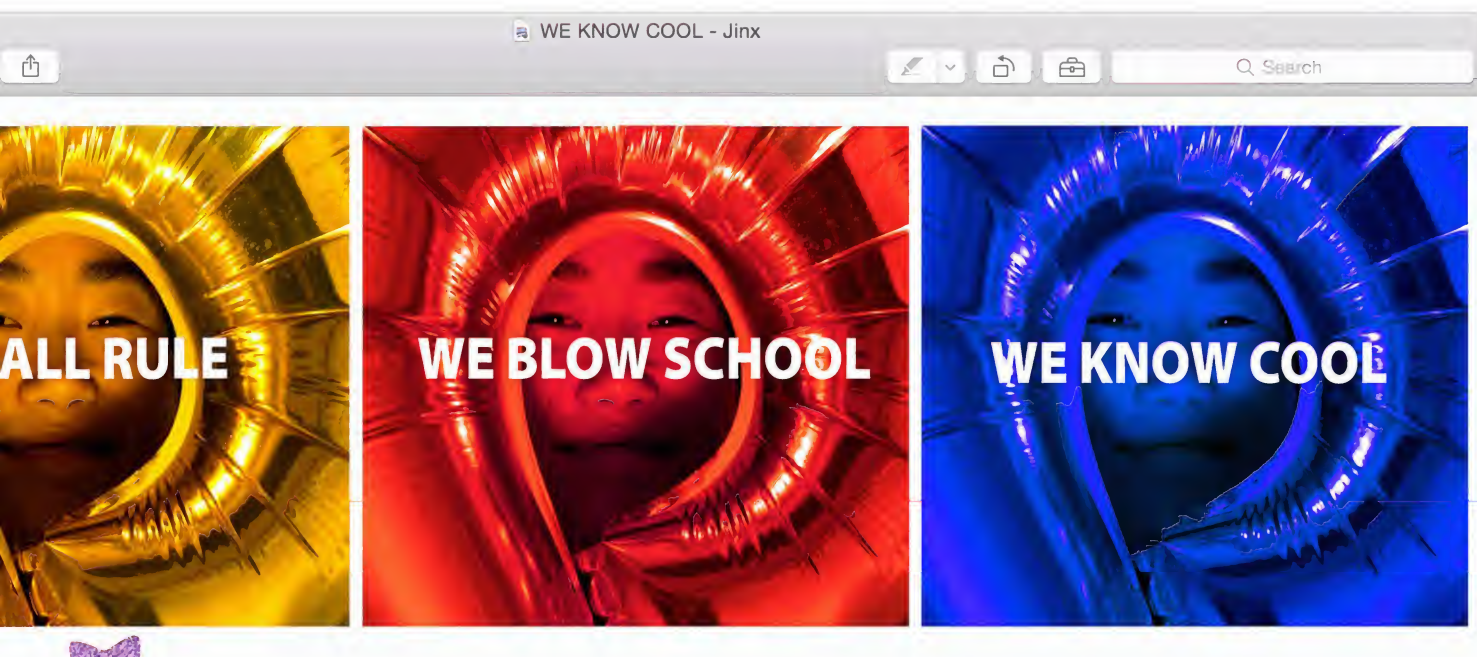 WE KNOW COOL - Jinx
Search
ALL RULE
WE BLOW SCHOOL
WE KNOW COOL